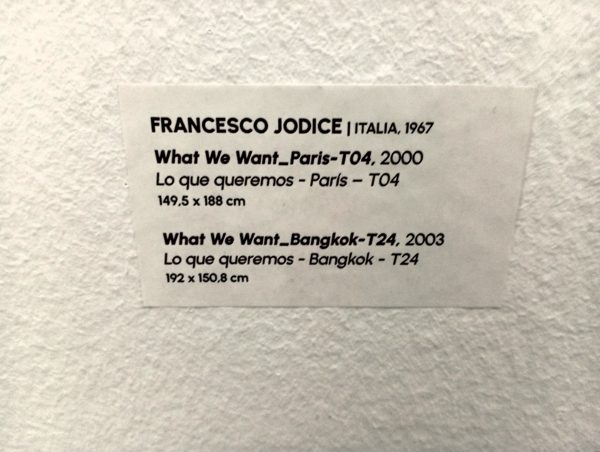 FRANCESCO JODICE | ITALIA, 1967
What We Want_Paris-T04, 2000
Lo que queremos - París – T04
149,5 x 188 cm
What We Want_Bangkok-T24, 2003
Lo que queremos - Bangkok - T24
192 x 150,8 cm